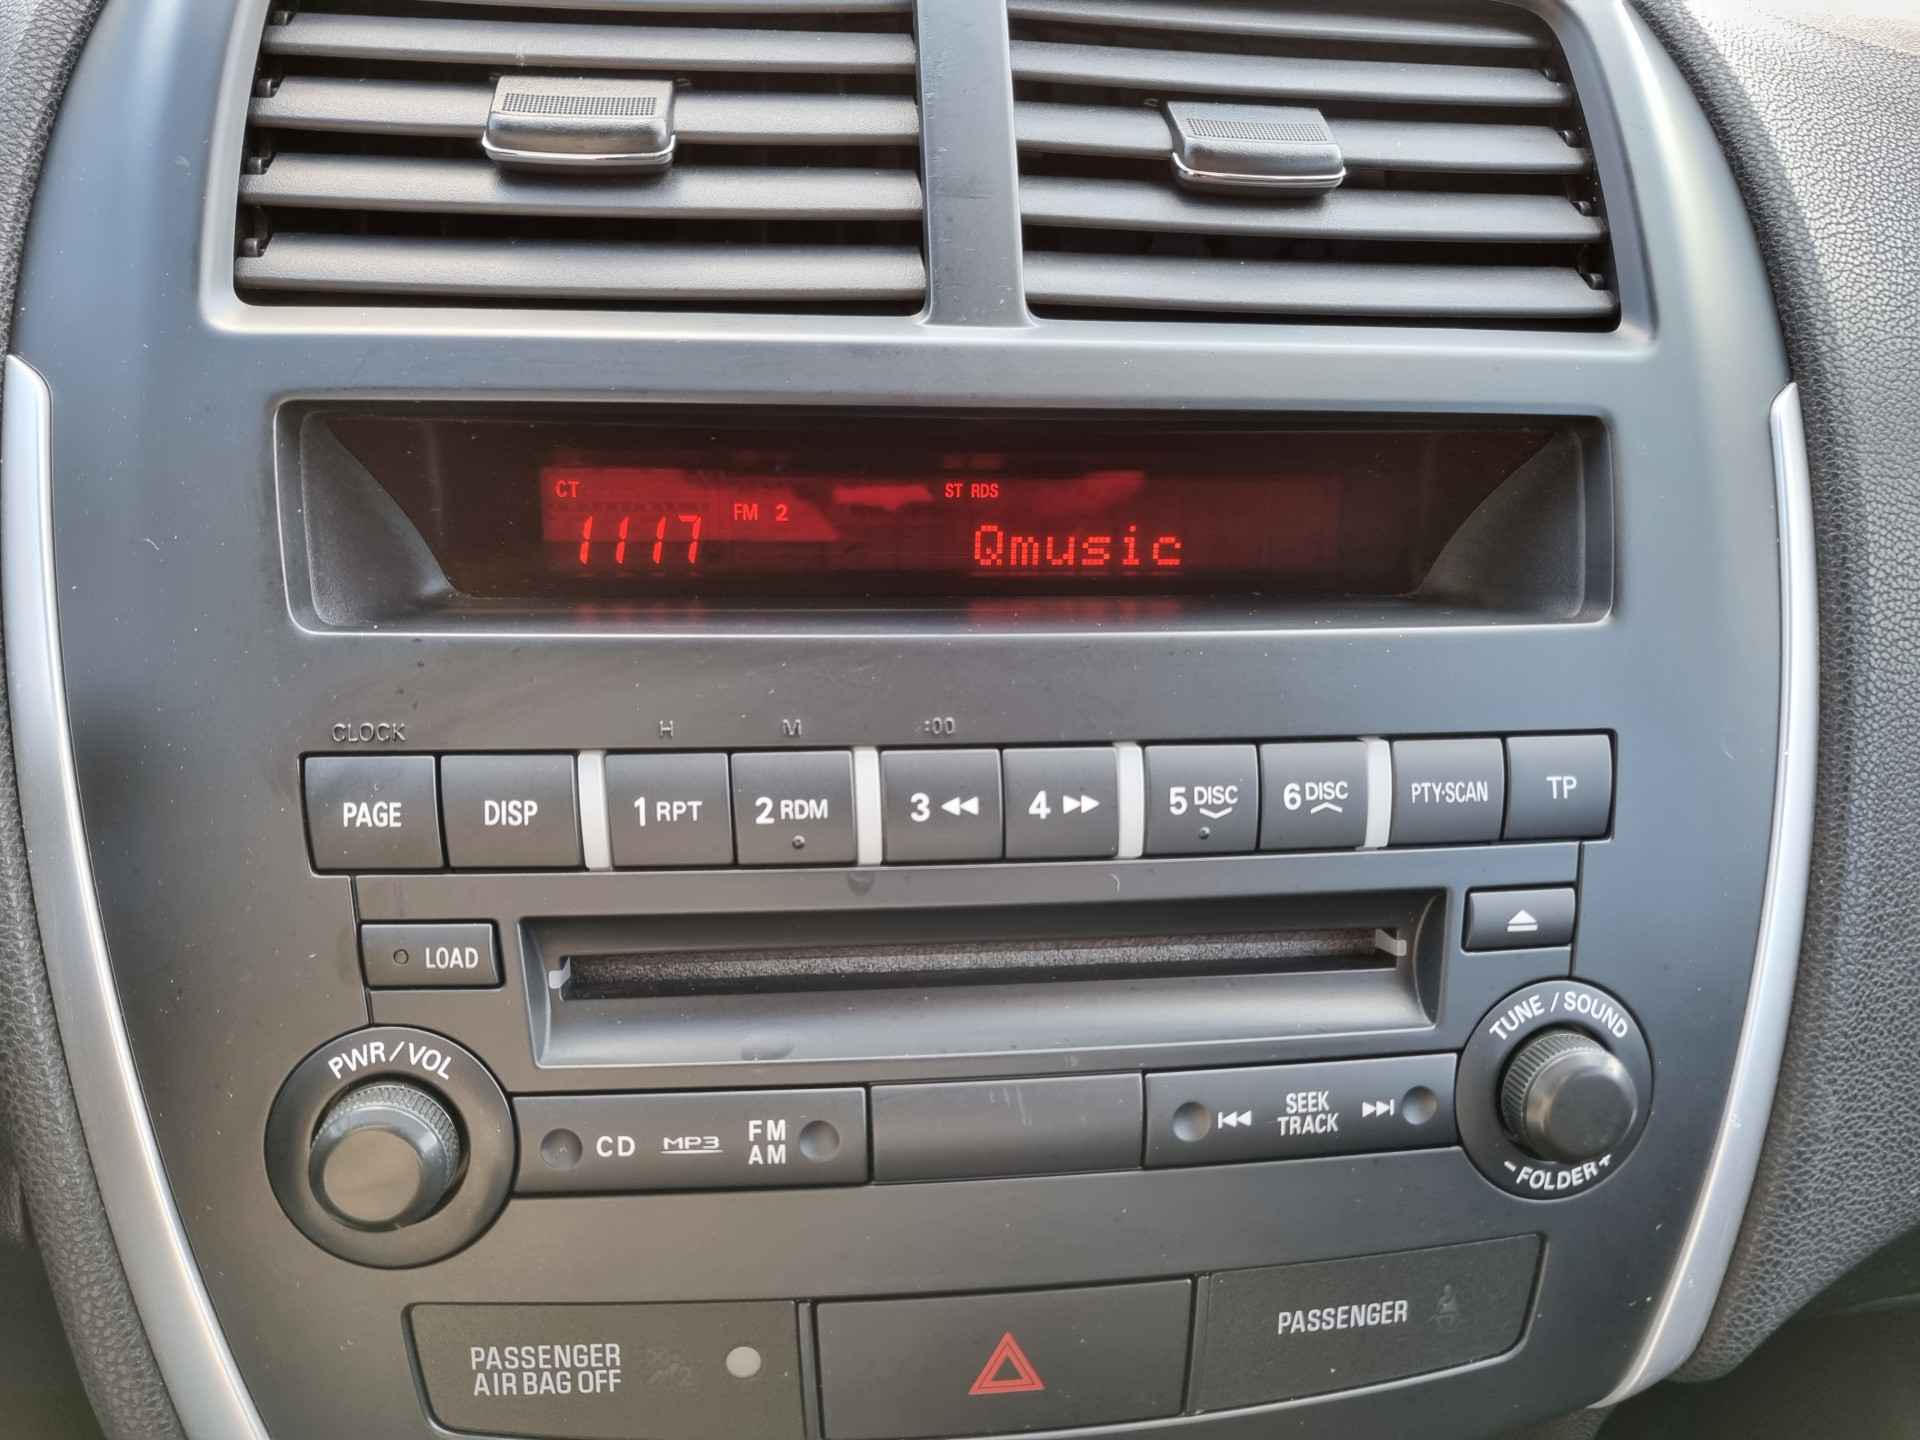 CT
ST RDS
1117 FM 2 Qmusic
CLOCK H M :00
PAGE DISP 1 RPT 2 RDM 3 4 5 DISC 6 DISC PTY·SCAN TP
LOAD
PWR/VOL
TUNE / SOUND
CD MP3 FM AM
SEEK TRACK
- FOLDER +
PASSENGER
AIR BAG OFF
PASSENGER